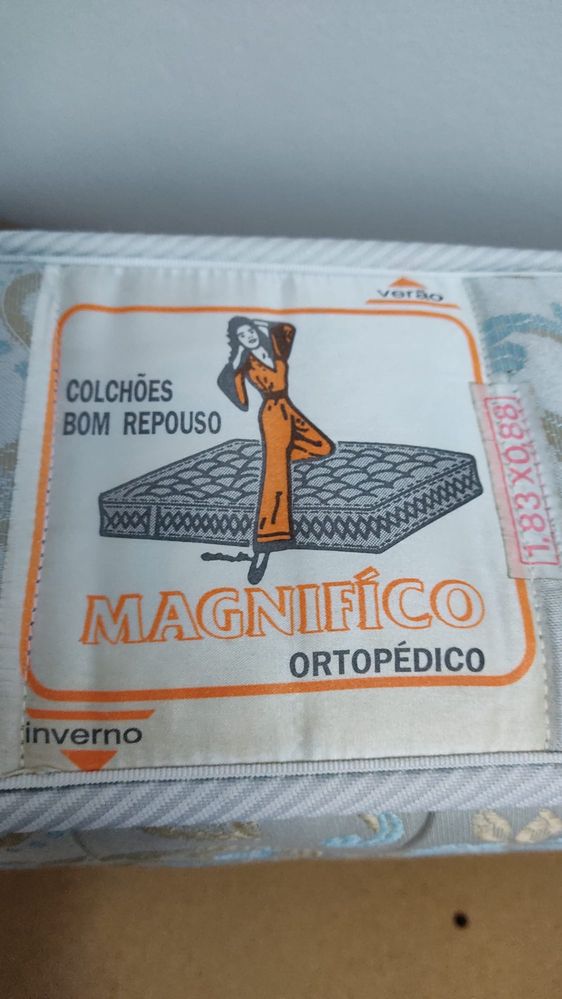 verão
COLCHÕES
BOM REPOUSO
1,83 X0,88
MAGNIFÍCO
ORTOPÉDICO
inverno